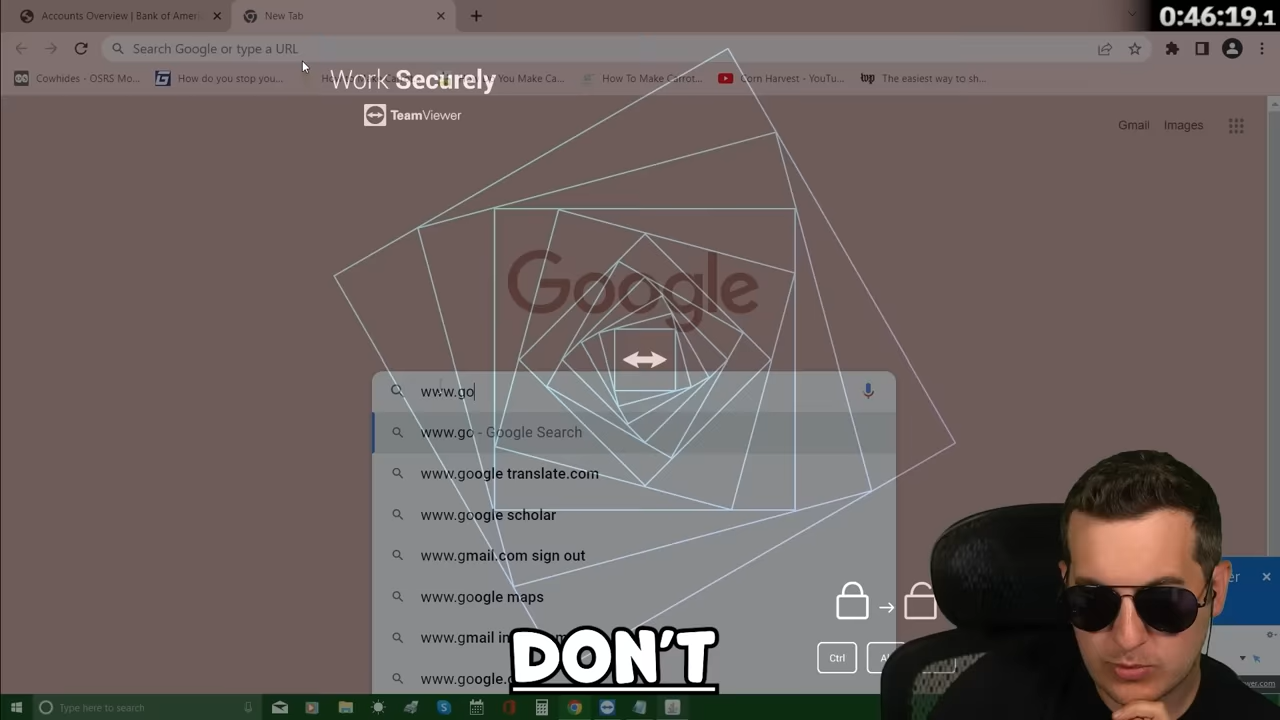 Accounts Overview | Bank of Ameri
New Tab
0:46:19.1
Search Google or type a URL
Cowhides - OSRS Mo...
How do you stop you...
You Make Ca...
How To Make Carrot...
Corn Harvest - YouTu...
The easiest way to sh...
Work Securely
TeamViewer
Gmail
Images
Google
www.go
www.go - Google Search
www.google translate.com
www.google scholar
www.gmail.com sign out
www.google maps
www.gmail in
www.google.
DON'T
Ctrl
er
Type here to search